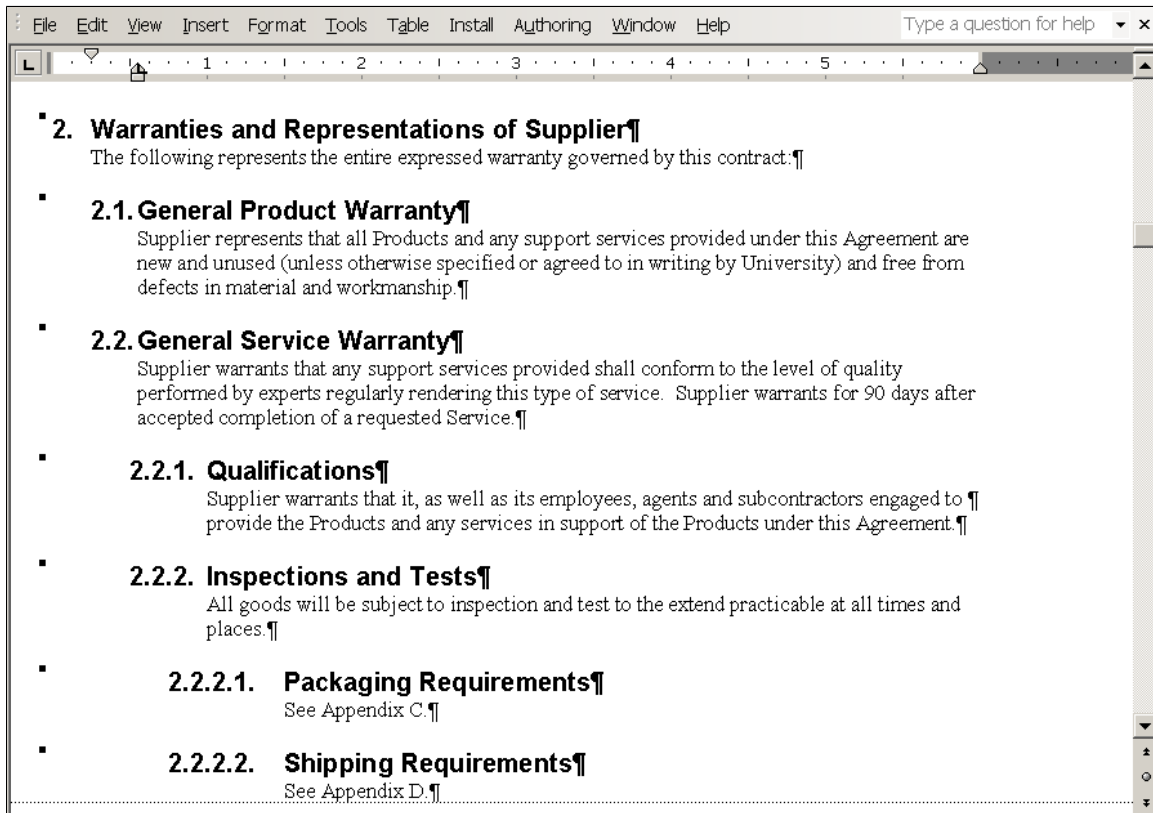 File Edit View Insert Format Tools Table Install Authoring Window Help Type a question for help
L 1 2 3 4 5
2. Warranties and Representations of Supplier¶
The following represents the entire expressed warranty governed by this contract:¶
2.1. General Product Warranty¶
Supplier represents that all Products and any support services provided under this Agreement are
new and unused (unless otherwise specified or agreed to in writing by University) and free from
defects in material and workmanship.¶
2.2. General Service Warranty¶
Supplier warrants that any support services provided shall conform to the level of quality
performed by experts regularly rendering this type of service.  Supplier warrants for 90 days after
accepted completion of a requested Service.¶
2.2.1. Qualifications¶
Supplier warrants that it, as well as its employees, agents and subcontractors engaged to ¶
provide the Products and any services in support of the Products under this Agreement.¶
2.2.2. Inspections and Tests¶
All goods will be subject to inspection and test to the extend practicable at all times and
places.¶
2.2.2.1. Packaging Requirements¶
See Appendix C.¶
2.2.2.2. Shipping Requirements¶
See Appendix D.¶